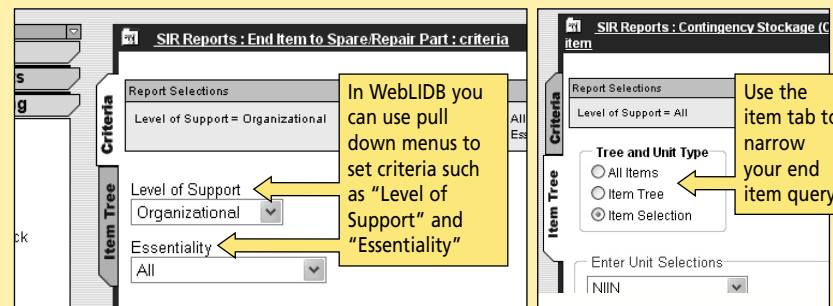 s
g
ck
SIR Reports : End Item to Spare/Repair Part : criteria
Criteria
Item Tree
Report Selections
Level of Support = Organizational
All
Level of Support
Organizational
Essentiality
All
In WebLIDB you
can use pull
down menus to
set criteria such
as “Level of
Support” and
“Essentiality”
SIR Reports : Contingency Stockage (
item
Criteria
Item Tree
Report Selections
Level of Support = All
Tree and Unit Type
All Items
Item Tree
Item Selection
Enter Unit Selections
NIIN
Use the
item tab to
narrow
your end
item query